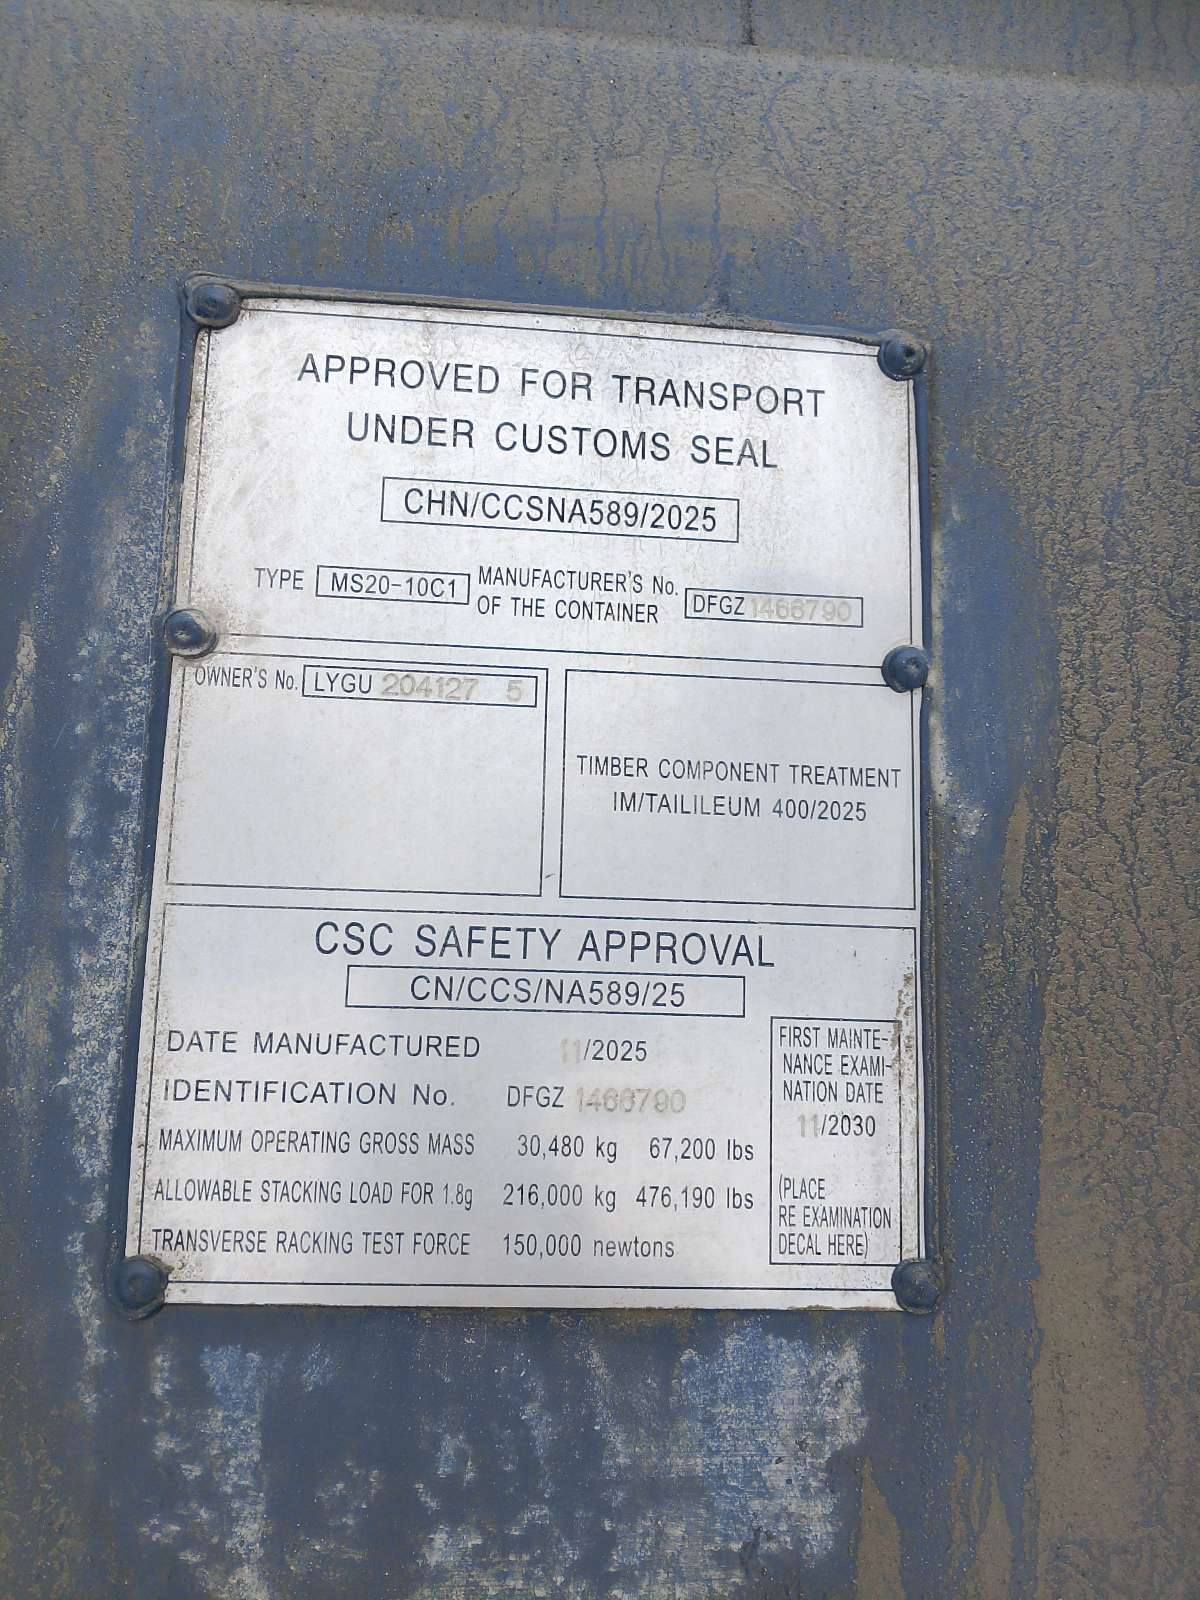 APPROVED FOR TRANSPORT
UNDER CUSTOMS SEAL
CHN/CCSNA589/2025
TYPE MS20-10C1 MANUFACTURER'S No. OF THE CONTAINER DFGZ 1466790
OWNER'S No. LYGU 204127 5
TIMBER COMPONENT TREATMENT
IM/TAILILEUM 400/2025
CSC SAFETY APPROVAL
CN/CCS/NA589/25
DATE MANUFACTURED 11/2025
IDENTIFICATION No. DFGZ 1466790
MAXIMUM OPERATING GROSS MASS 30,480 kg 67,200 lbs
ALLOWABLE STACKING LOAD FOR 1.8g 216,000 kg 476,190 lbs
TRANSVERSE RACKING TEST FORCE 150,000 newtons
FIRST MAINTE-
NANCE EXAMI-
NATION DATE
11/2030
(PLACE
RE EXAMINATION
DECAL HERE)